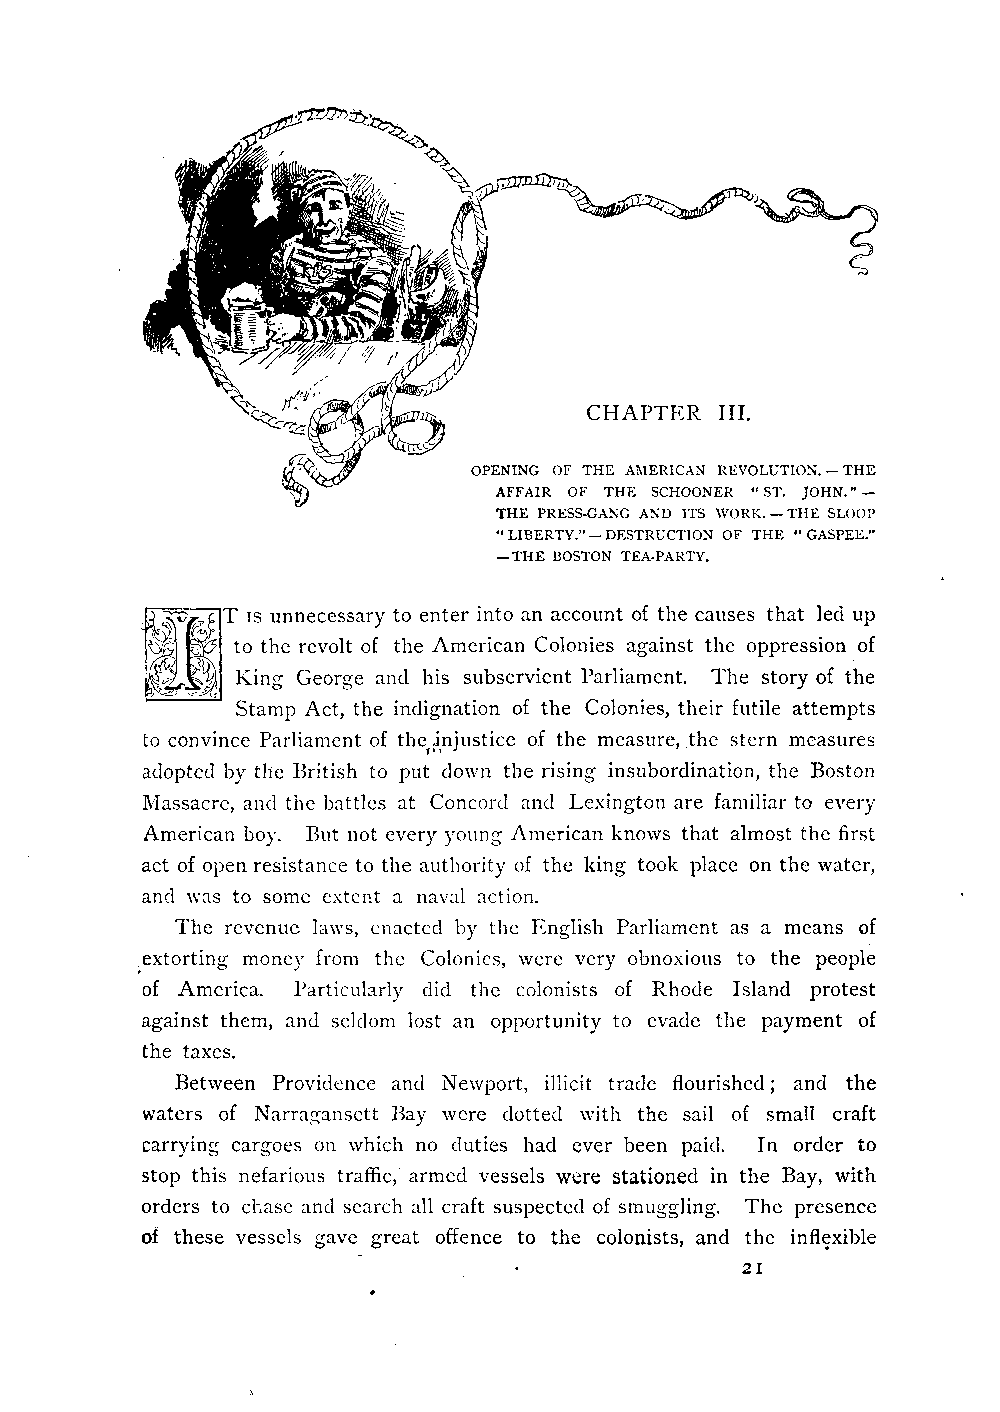 CHAPTER III.
OPENING OF THE AMERICAN REVOLUTION. — THE
AFFAIR OF THE SCHOONER "ST. JOHN." —
THE PRESS-GANG AND ITS WORK. — THE SLOOP
"LIBERTY." — DESTRUCTION OF THE "GASPEE."
— THE BOSTON TEA-PARTY.
IT IS unnecessary to enter into an account of the causes that led up
to the revolt of the American Colonies against the oppression of
King George and his subservient Parliament. The story of the
Stamp Act, the indignation of the Colonies, their futile attempts
to convince Parliament of the injustice of the measure, the stern measures
adopted by the British to put down the rising insubordination, the Boston
Massacre, and the battles at Concord and Lexington are familiar to every
American boy. But not every young American knows that almost the first
act of open resistance to the authority of the king took place on the water,
and was to some extent a naval action.
The revenue laws, enacted by the English Parliament as a means of
extorting money from the Colonies, were very obnoxious to the people
of America. Particularly did the colonists of Rhode Island protest
against them, and seldom lost an opportunity to evade the payment of
the taxes.
Between Providence and Newport, illicit trade flourished; and the
waters of Narragansett Bay were dotted with the sail of small craft
carrying cargoes on which no duties had ever been paid. In order to
stop this nefarious traffic, armed vessels were stationed in the Bay, with
orders to chase and search all craft suspected of smuggling. The presence
of these vessels gave great offence to the colonists, and the inflexible
21